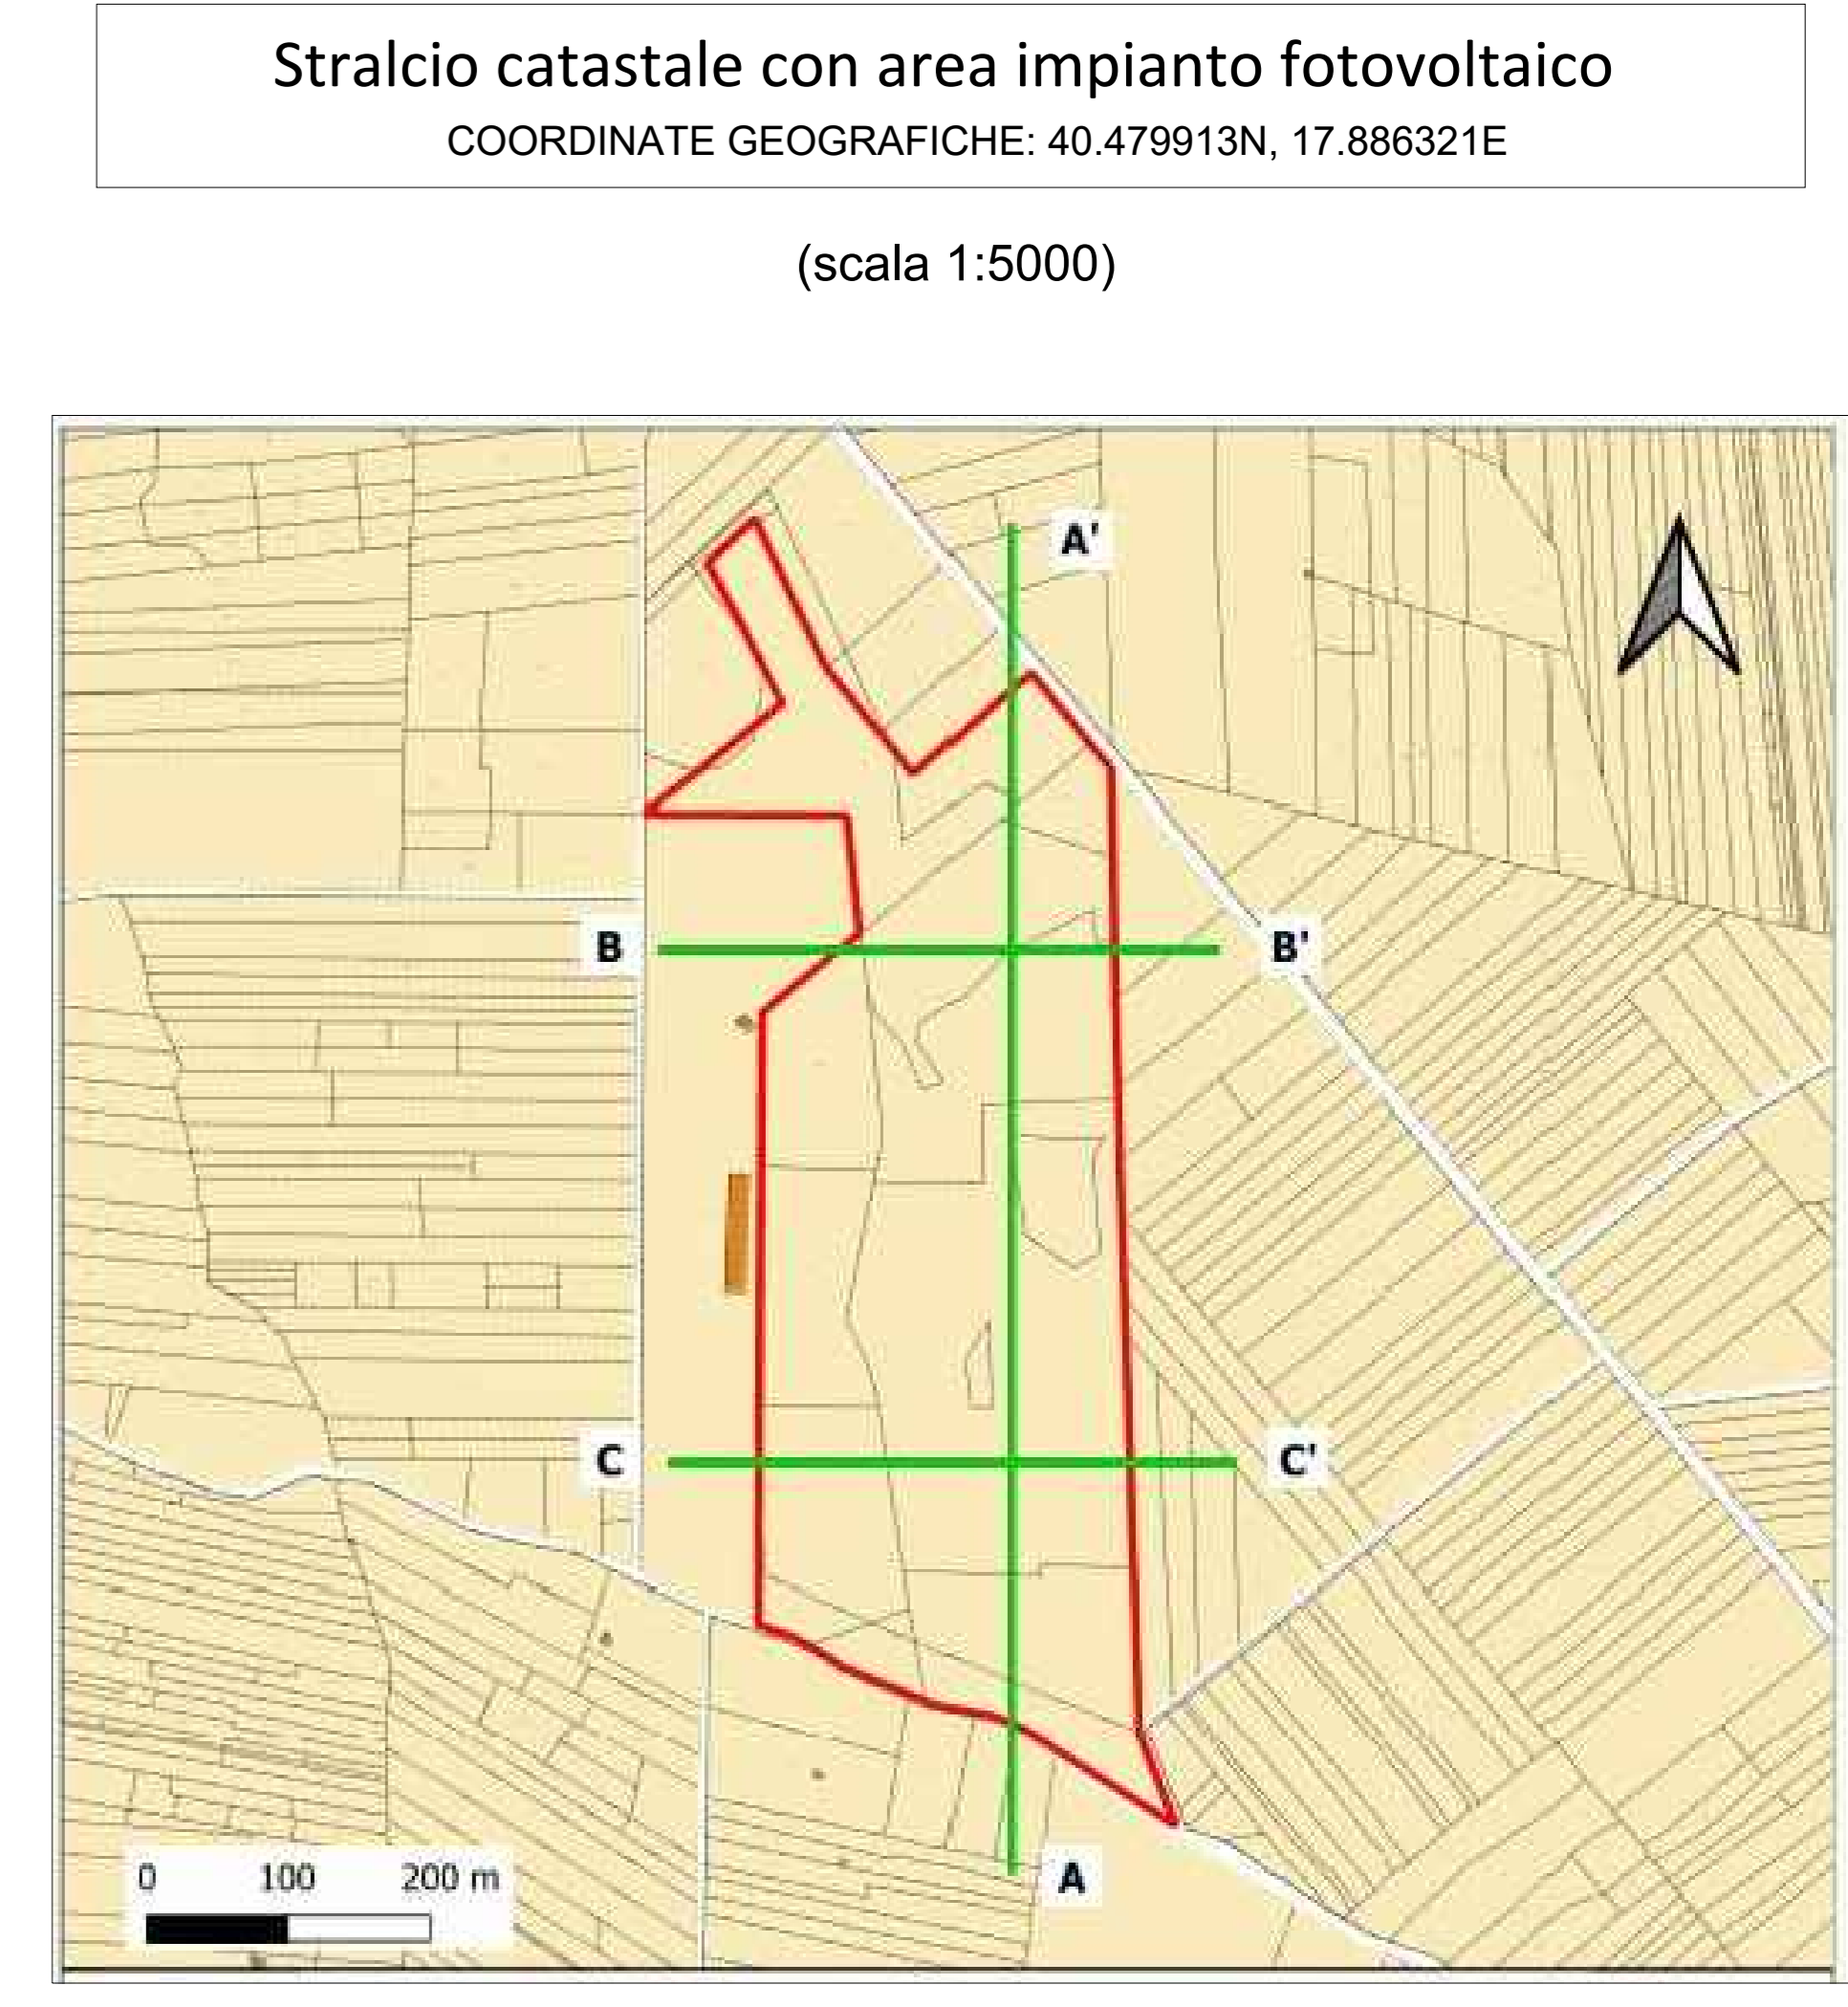 Stralcio catastale con area impianto fotovoltaico
COORDINATE GEOGRAFICHE: 40.479913N, 17.886321E
(scala 1:5000)
A'
B
B'
C
C'
A
0 100 200 m